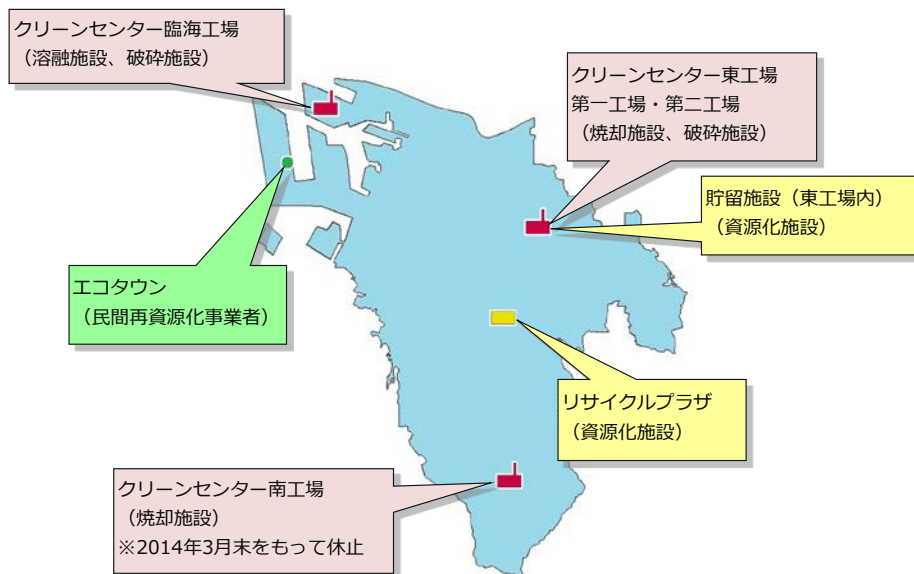 クリーンセンター臨海工場
（溶融施設、破砕施設）
クリーンセンター東工場
第一工場・第二工場
（焼却施設、破砕施設）
貯留施設（東工場内）
（資源化施設）
エコタウン
（民間再資源化事業者）
リサイクルプラザ
（資源化施設）
クリーンセンター南工場
（焼却施設）
※2014年3月末をもって休止